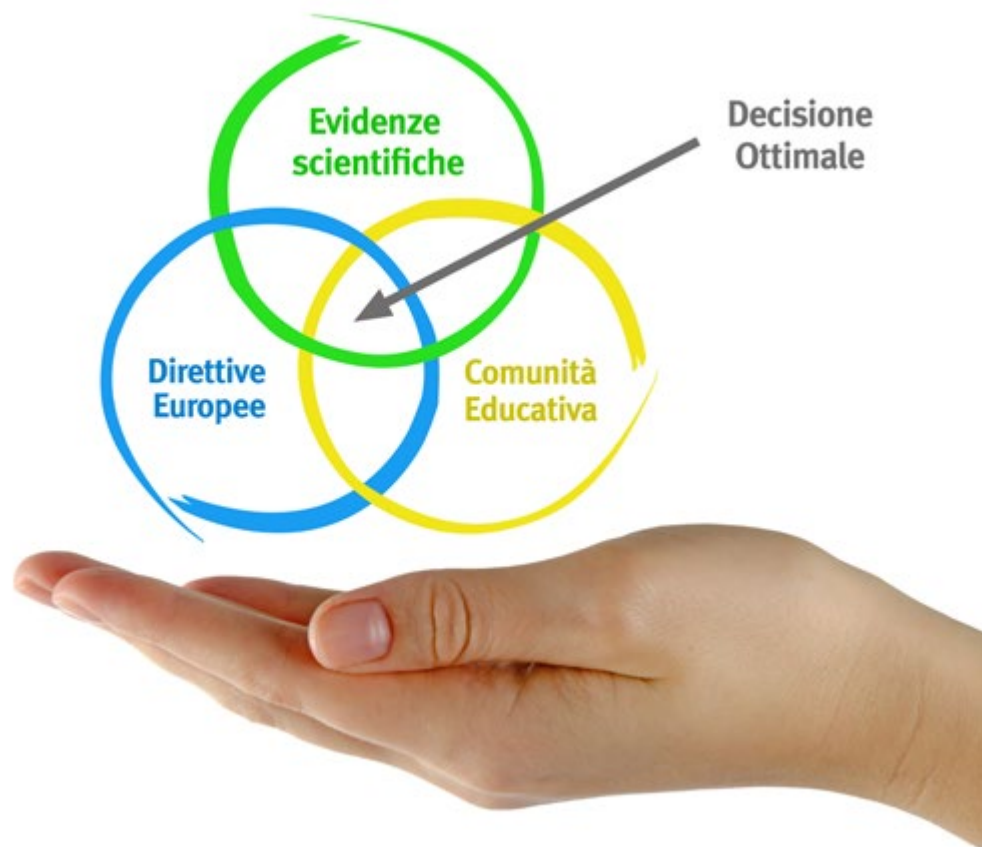 Evidenze
scientifiche
Decisione
Ottimale
Direttive
Europee
Comunità
Educativa